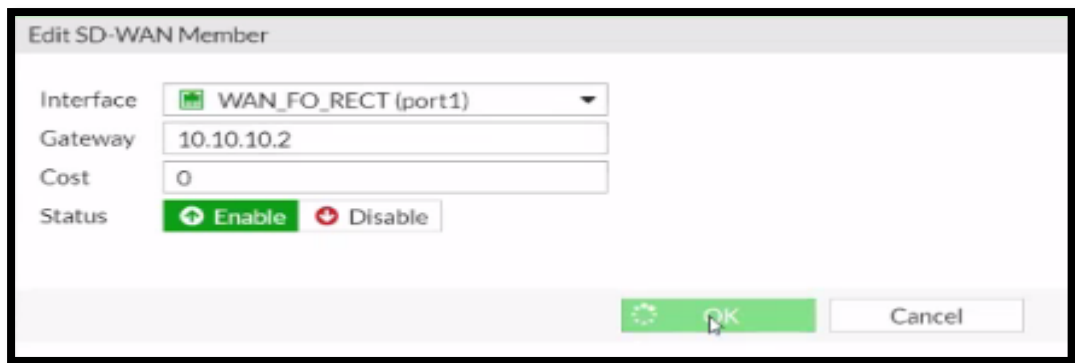 Edit SD-WAN Member
Interface WAN_FO_RECT (port1)
Gateway 10.10.10.2
Cost 0
Status Enable Disable
OK Cancel